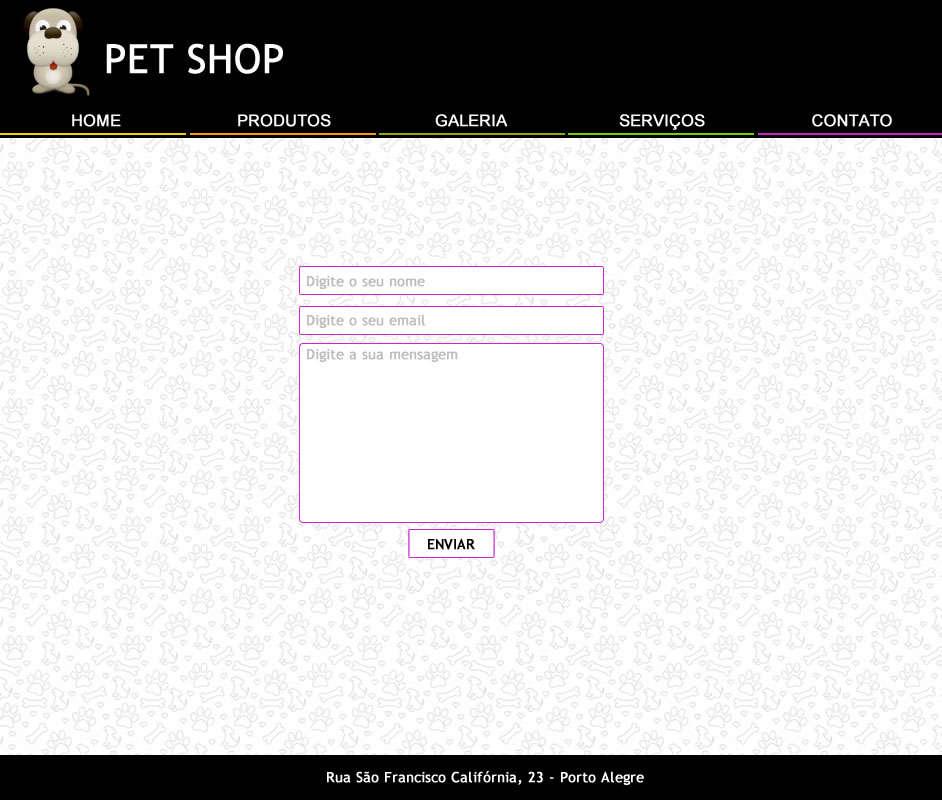 PET SHOP
HOME PRODUTOS GALERIA SERVIÇOS CONTATO
Digite o seu nome
Digite o seu email
Digite a sua mensagem
ENVIAR
Rua São Francisco Califórnia, 23 - Porto Alegre